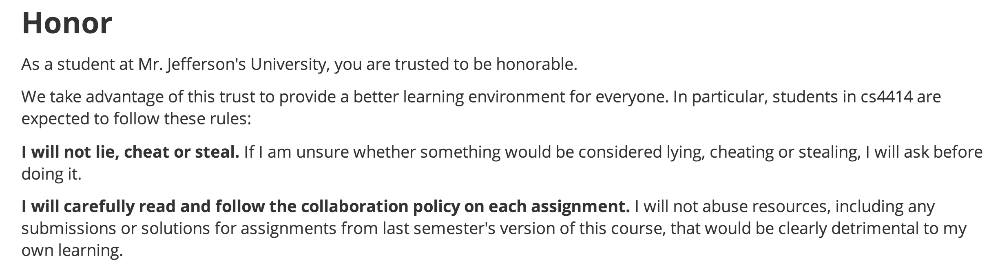 Honor
As a student at Mr. Jefferson's University, you are trusted to be honorable.
We take advantage of this trust to provide a better learning environment for everyone. In particular, students in cs4414 are
expected to follow these rules:
I will not lie, cheat or steal. If I am unsure whether something would be considered lying, cheating or stealing, I will ask before
doing it.
I will carefully read and follow the collaboration policy on each assignment. I will not abuse resources, including any
submissions or solutions for assignments from last semester's version of this course, that would be clearly detrimental to my
own learning.